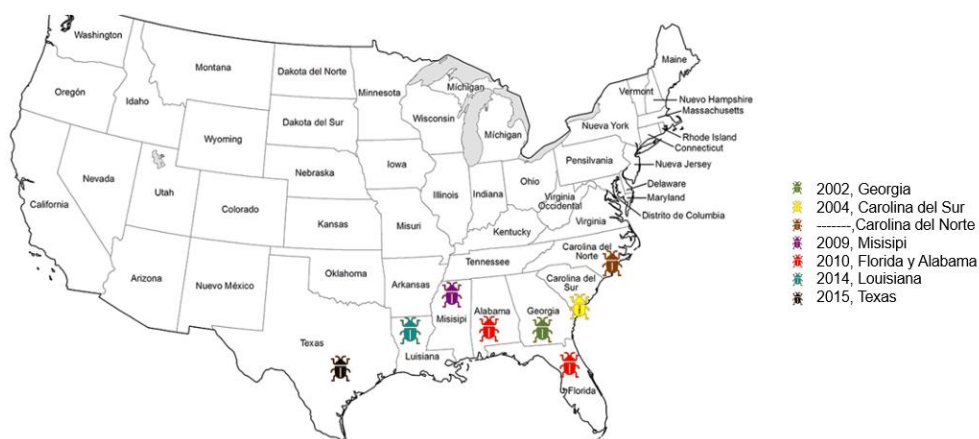 Washington
Montana
Dakota del Norte
Minnesota
Míchigan
Maine
Vermont
Oregón
Idaho
Wisconsin
Nuevo Hampshire
Massachusetts
Dakota del Sur
Míchigan
Nueva York
Wyoming
Rhode Island
Connecticut
Iowa
Pensilvania
Nueva Jersey
Nebraska
Nevada
Utah
Illinois
Indiana
Ohio
Delaware
Maryland
Virginia
Occidental
Distrito de Columbia
California
Colorado
Kansas
Misuri
Virginia
Kentucky
Carolina del
Norte
Tennessee
Oklahoma
Arizona
Nuevo México
Arkansas
Carolina del
Sur
Misisipi
Alabama
Georgia
Texas
Luisiana
Florida
2002, Georgia
2004, Carolina del Sur
-------,Carolina del Norte
2009, Misisipi
2010, Florida y Alabama
2014, Louisiana
2015, Texas